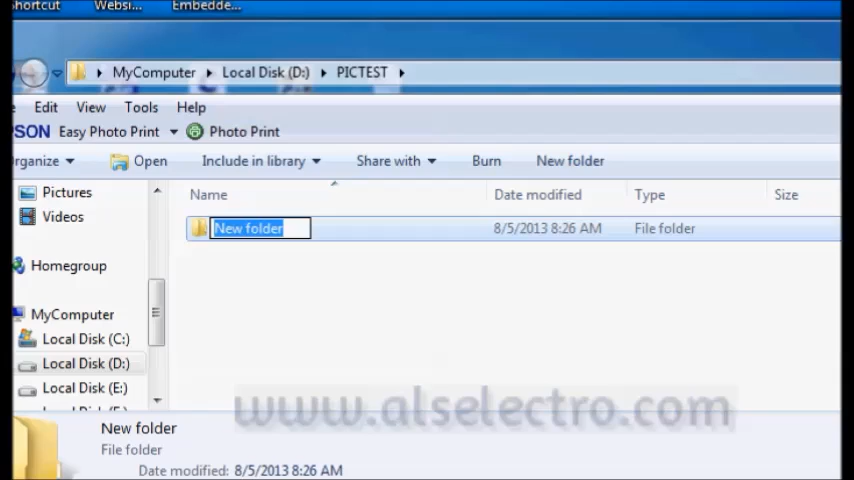 hortcut Websi... Embedde...
MyComputer Local Disk (D:) PICTEST
Edit View Tools Help
PSON Easy Photo Print Photo Print
rganize Open Include in library Share with Burn New folder
Pictures
Videos
Homegroup
MyComputer
Local Disk (C:)
Local Disk (D:)
Local Disk (E:)
Name Date modified Type Size
New folder 8/5/2013 8:26 AM File folder
www.alselectro.com
New folder
File folder
Date modified: 8/5/2013 8:26 AM